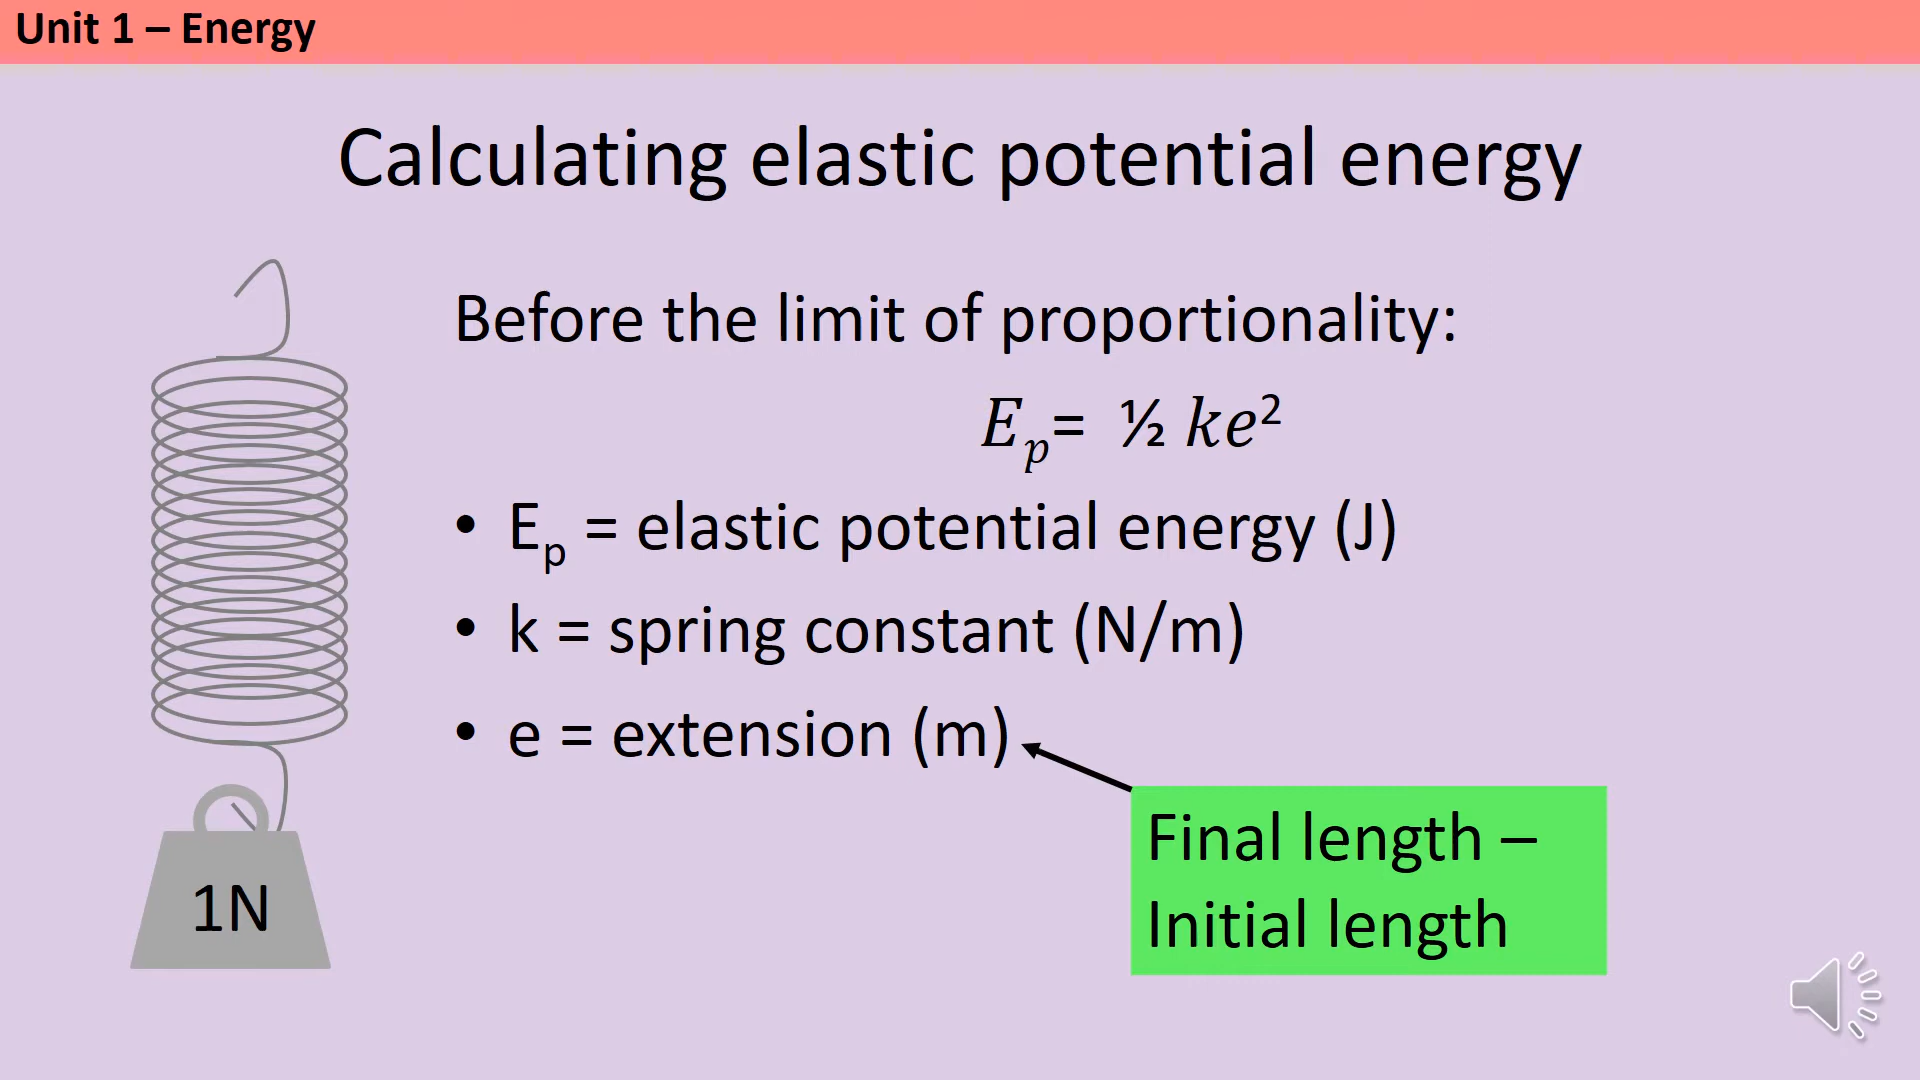 Unit 1 – Energy
Calculating elastic potential energy
Before the limit of proportionality:
𝐸ₚ= ½ 𝑘𝑒²
• Eₚ = elastic potential energy (J)
• k = spring constant (N/m)
• e = extension (m)
Final length –
Initial length
1N